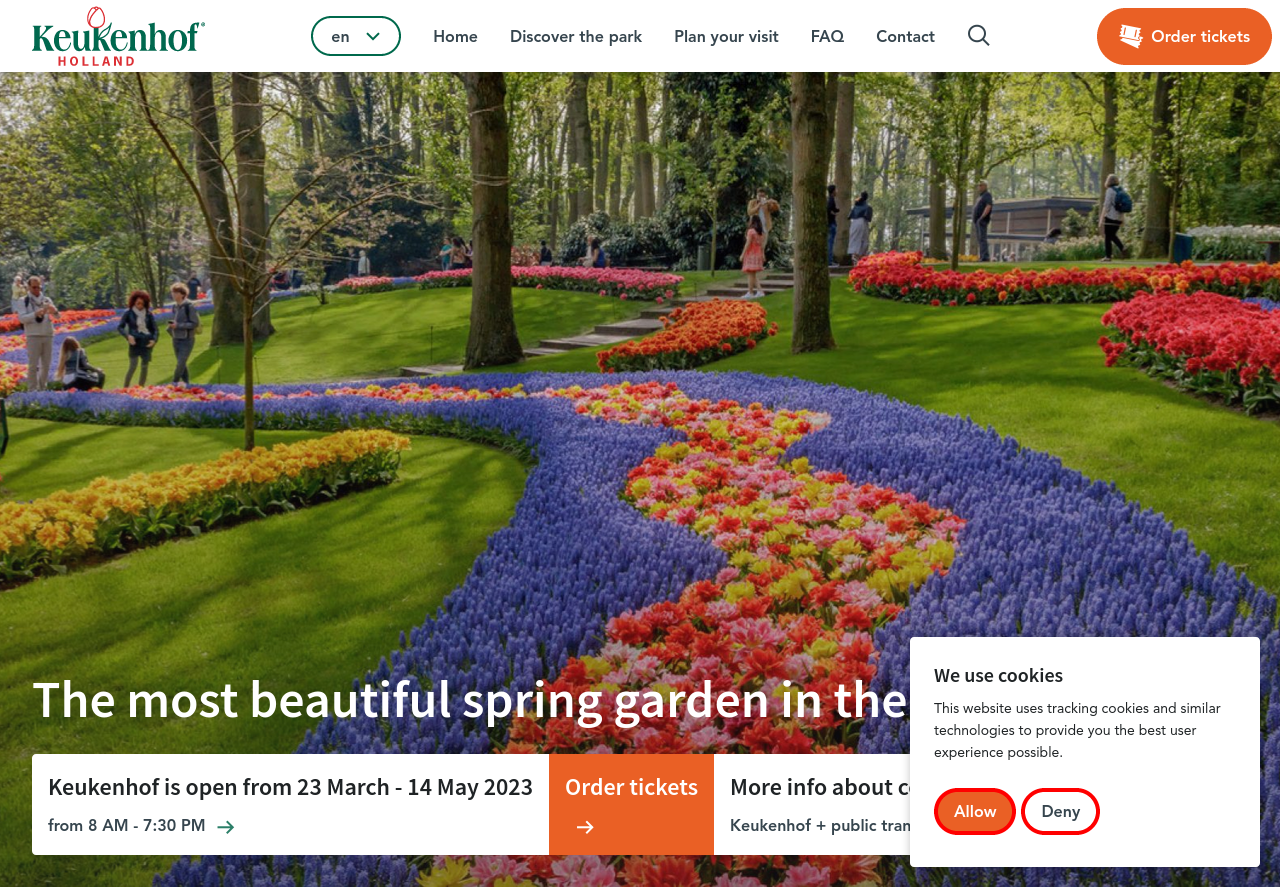 Keukenhof®
HOLLAND
en
Home
Discover the park
Plan your visit
FAQ
Contact
Order tickets
The most beautiful spring garden in the
Keukenhof is open from 23 March - 14 May 2023
from 8 AM - 7:30 PM
Order tickets
More info about
Keukenhof + public
We use cookies
This website uses tracking cookies and similar
technologies to provide you the best user
experience possible.
Allow
Deny